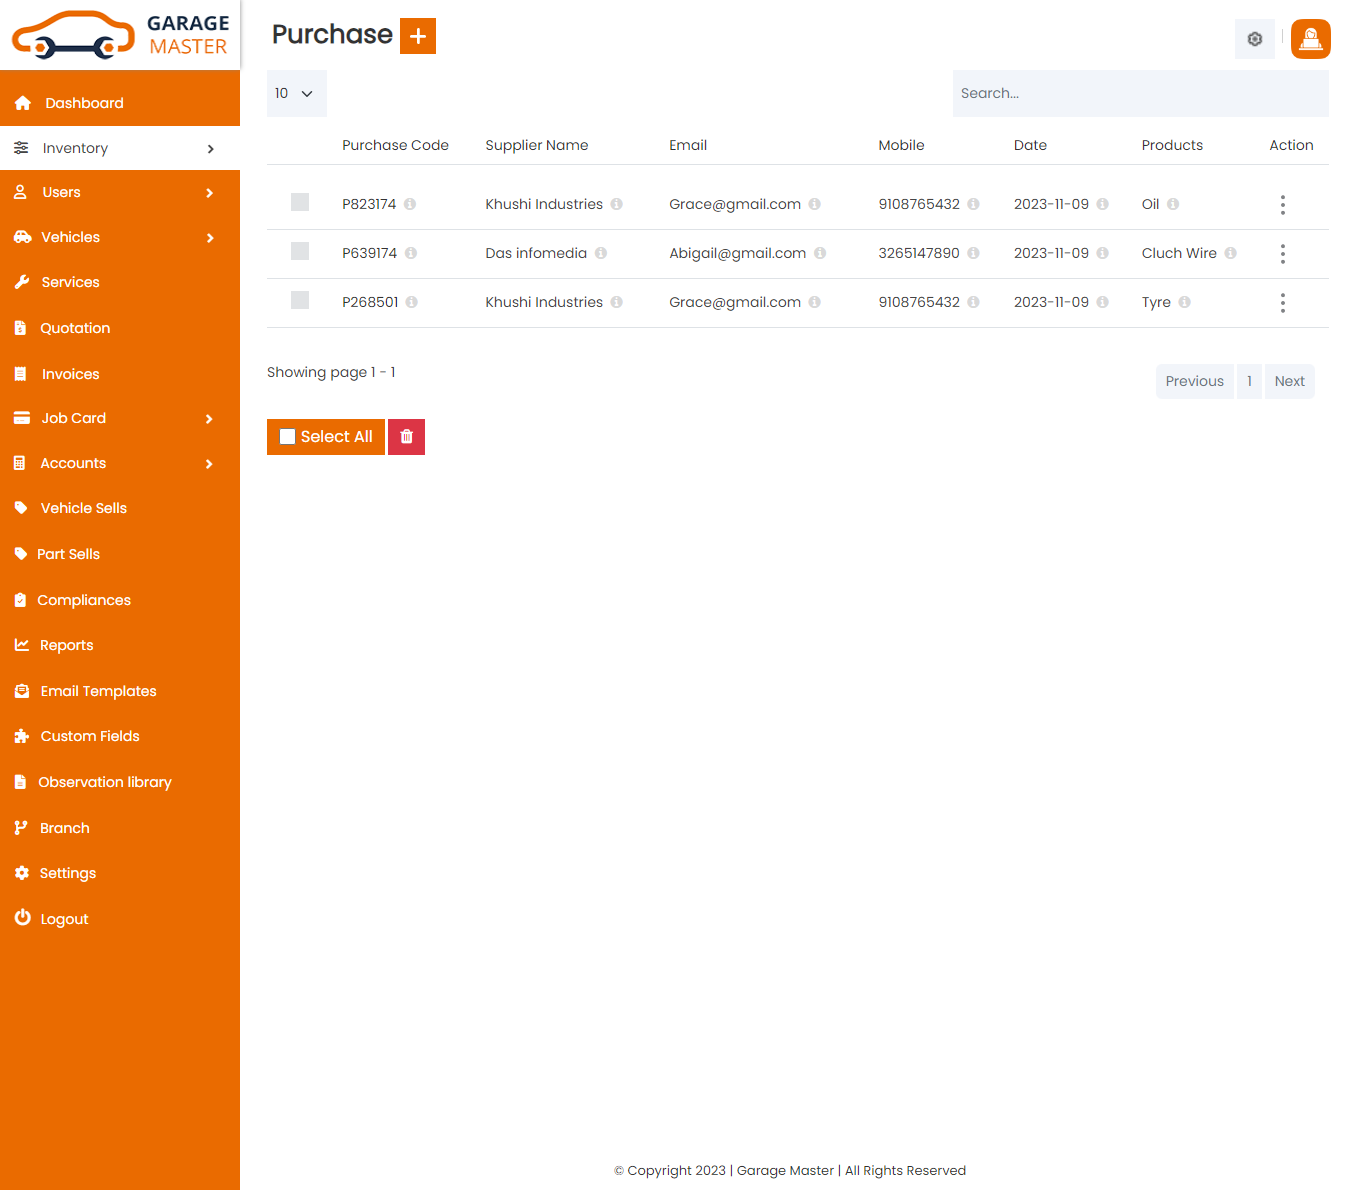 GARAGE
MASTER
Purchase
Dashboard
Inventory
Users
Vehicles
Services
Quotation
Invoices
Job Card
Accounts
Vehicle Sells
Part Sells
Compliances
Reports
Email Templates
Custom Fields
Observation library
Branch
Settings
Logout
10
Search...
Purchase Code Supplier Name Email Mobile Date Products Action
P823174 Khushi Industries Grace@gmail.com 9108765432 2023-11-09 Oil
P639174 Das infomedia Abigail@gmail.com 3265147890 2023-11-09 Cluch Wire
P268501 Khushi Industries Grace@gmail.com 9108765432 2023-11-09 Tyre
Showing page 1 - 1
Previous 1 Next
Select All
© Copyright 2023 | Garage Master | All Rights Reserved